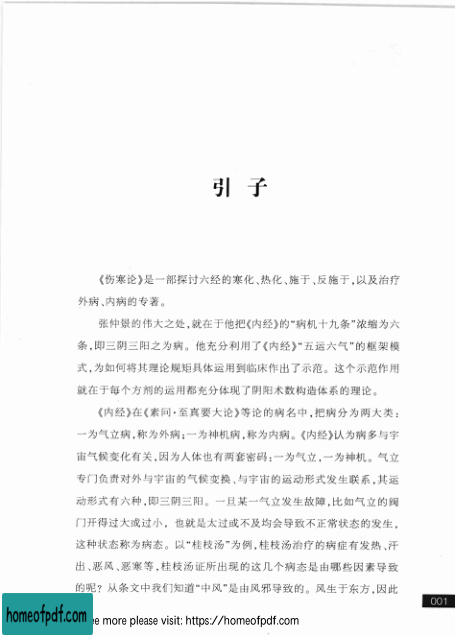 引 子
《伤寒论》是一部探讨六经的寒化、热化、施于、反施于,以及治疗
外病、内病的专著。
张仲景的伟大之处,就在于他把《内经》的“病机十九条”浓缩为六
条,即三阴三阳之为病。他充分利用了《内经》“五运六气”的框架模
式,为如何将其理论规矩具体运用到临床作出了示范。这个示范作用
就在于每个方剂的运用都充分体现了阴阳术数构造体系的理论。
《内经》在《素问·至真要大论》等论的病名中,把病分为两大类:
一为气立病,称为外病;一为神机病,称为内病。《内经》认为病多与宇
宙气候变化有关,因为人体也有两套密码:一为气立,一为神机。气立
专门负责对外与宇宙的气候变换、与宇宙的运动形式发生联系,其运
动形式有六种,即三阴三阳。一旦某一气立发生故障,比如气立的阀
门开得过大或过小,也就是太过或不及均会导致不正常状态的发生,
这种状态称为病态。以“桂枝汤”为例,桂枝汤治疗的病症有发热、汗
出、恶风、恶寒等,桂枝汤证所出现的这几个病态是由哪些因素导致
的呢?从条文中我们知道“中风”是由风邪导致的。风生于东方,因此
001
homeofpdf.com
ee more please visit: https://homeofpdf.com